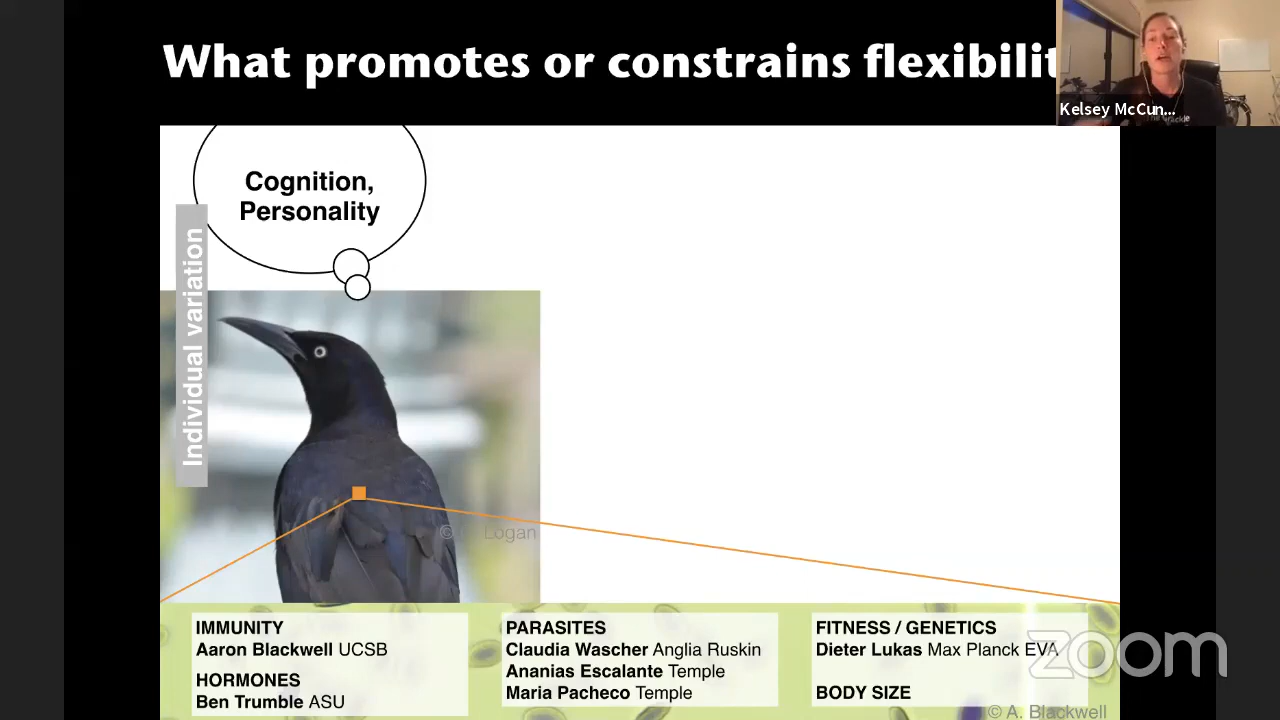 What promotes or constrains flexibilit
Kelsey McCun...
Cognition,
Personality
Individual variation
© Logan
IMMUNITY
Aaron Blackwell UCSB
HORMONES
Ben Trumble ASU
PARASITES
Claudia Wascher Anglia Ruskin
Ananias Escalante Temple
Maria Pacheco Temple
FITNESS / GENETICS
Dieter Lukas Max Planck EVA
BODY SIZE
zoom
© A. Blackwell